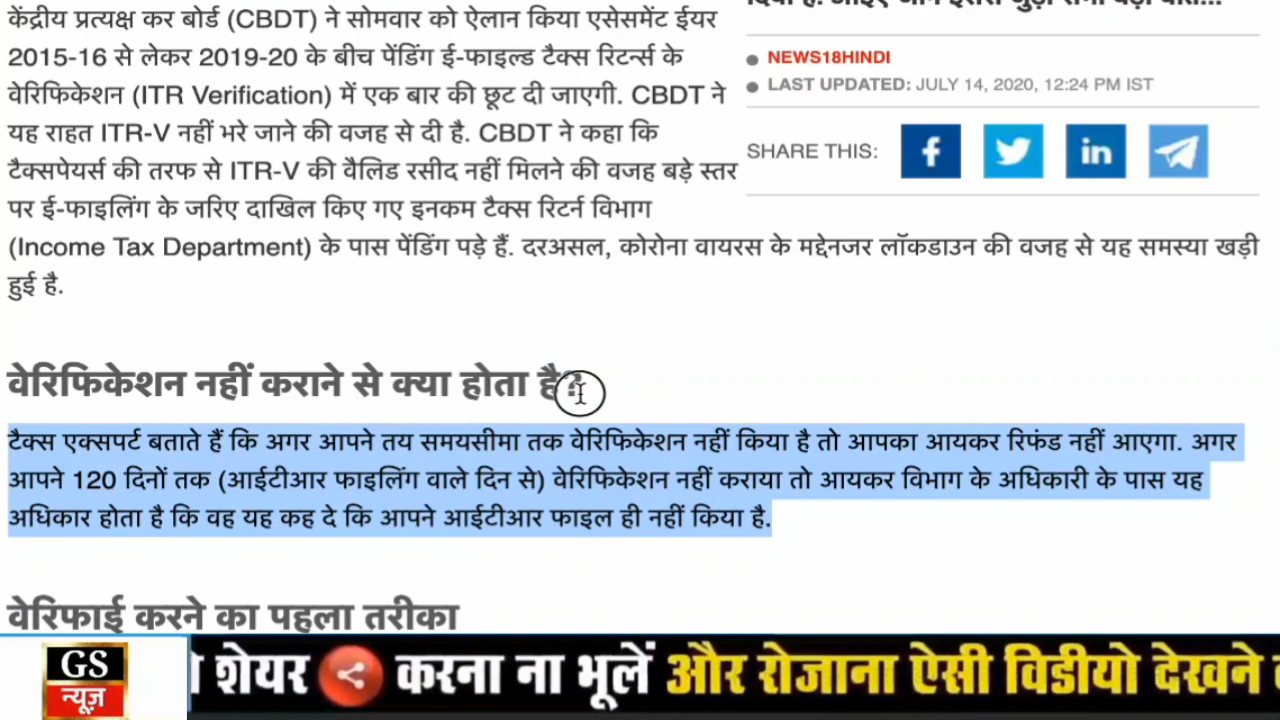 केंद्रीय प्रत्यक्ष कर बोर्ड (CBDT) ने सोमवार को ऐलान किया एसेसमेंट ईयर
2015-16 से लेकर 2019-20 के बीच पेंडिंग ई-फाइल्ड टैक्स रिटर्न्स के
वेरिफिकेशन (ITR Verification) में एक बार की छूट दी जाएगी. CBDT ने
यह राहत ITR-V नहीं भरे जाने की वजह से दी है. CBDT ने कहा कि
टैक्सपेयर्स की तरफ से ITR-V की वैलिड रसीद नहीं मिलने की वजह बड़े स्तर
पर ई-फाइलिंग के जरिए दाखिल किए गए इनकम टैक्स रिटर्न विभाग
(Income Tax Department) के पास पेंडिंग पड़े हैं. दरअसल, कोरोना वायरस के मद्देनजर लॉकडाउन की वजह से यह समस्या खड़ी
हुई है.
NEWS18HINDI
LAST UPDATED: JULY 14, 2020, 12:24 PM IST
SHARE THIS:
वेरिफिकेशन नहीं कराने से क्या होता है?
टैक्स एक्सपर्ट बताते हैं कि अगर आपने तय समयसीमा तक वेरिफिकेशन नहीं किया है तो आपका आयकर रिफंड नहीं आएगा. अगर
आपने 120 दिनों तक (आईटीआर फाइलिंग वाले दिन से) वेरिफिकेशन नहीं कराया तो आयकर विभाग के अधिकारी के पास यह
अधिकार होता है कि वह यह कह दे कि आपने आईटीआर फाइल ही नहीं किया है.
वेरिफाई करने का पहला तरीका
GS
न्यूज़
शेयर करना ना भूलें और रोजाना ऐसी विडीयो देखने